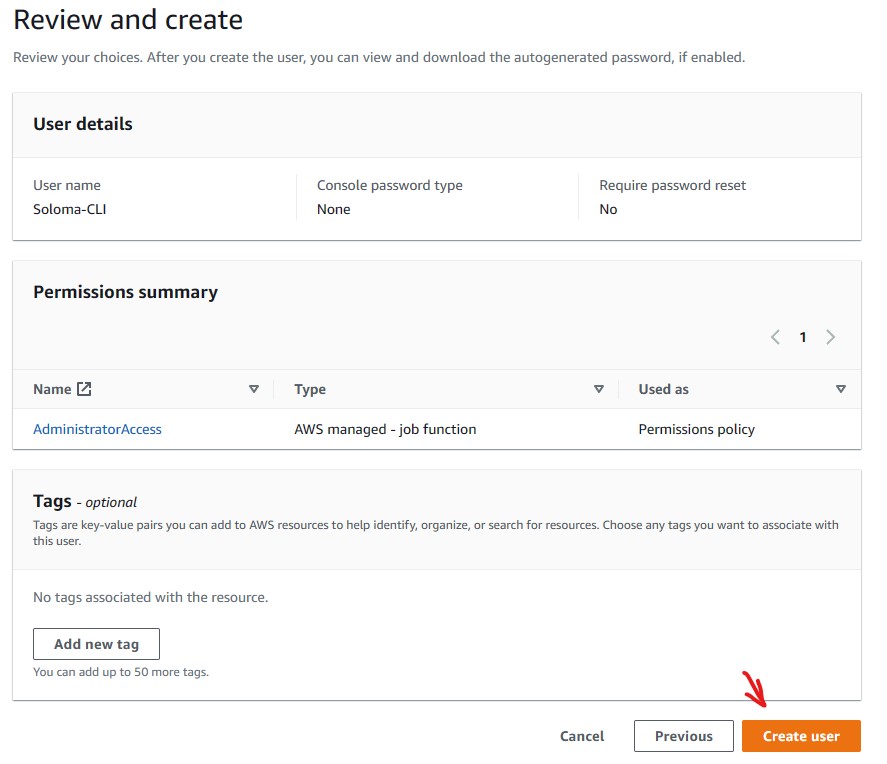 Review and create
Review your choices. After you create the user, you can view and download the autogenerated password, if enabled.
User details
User name
Soloma-CLI
Console password type
None
Require password reset
No
Permissions summary
1
Name
Type
Used as
AdministratorAccess
AWS managed - job function
Permissions policy
Tags - optional
Tags are key-value pairs you can add to AWS resources to help identify, organize, or search for resources. Choose any tags you want to associate with
this user.
No tags associated with the resource.
Add new tag
You can add up to 50 more tags.
Cancel
Previous
Create user